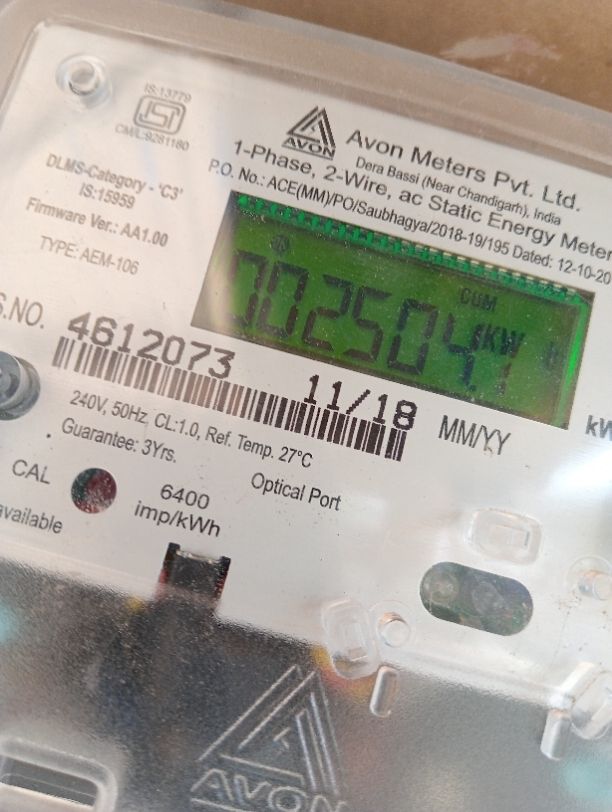 IS:13779
CM/L:9281180
AVON
Avon Meters Pvt. Ltd.
Dera Bassi (Near Chandigarh), India
1-Phase, 2-Wire, ac Static Energy Meter
P.O. No.: ACE(MM)/PO/Saubhagya/2018-19/195 Dated: 12-10-20
DLMS-Category - 'C3'
IS:15959
Firmware Ver.: AA1.00
TYPE: AEM-106
CUM
002504.1 kW
S.NO. 4612073
11/18 MM/YY
240V, 50Hz, CL:1.0, Ref. Temp. 27°C
Guarantee: 3Yrs.
CAL
6400
imp/kWh
Optical Port
available
AVON